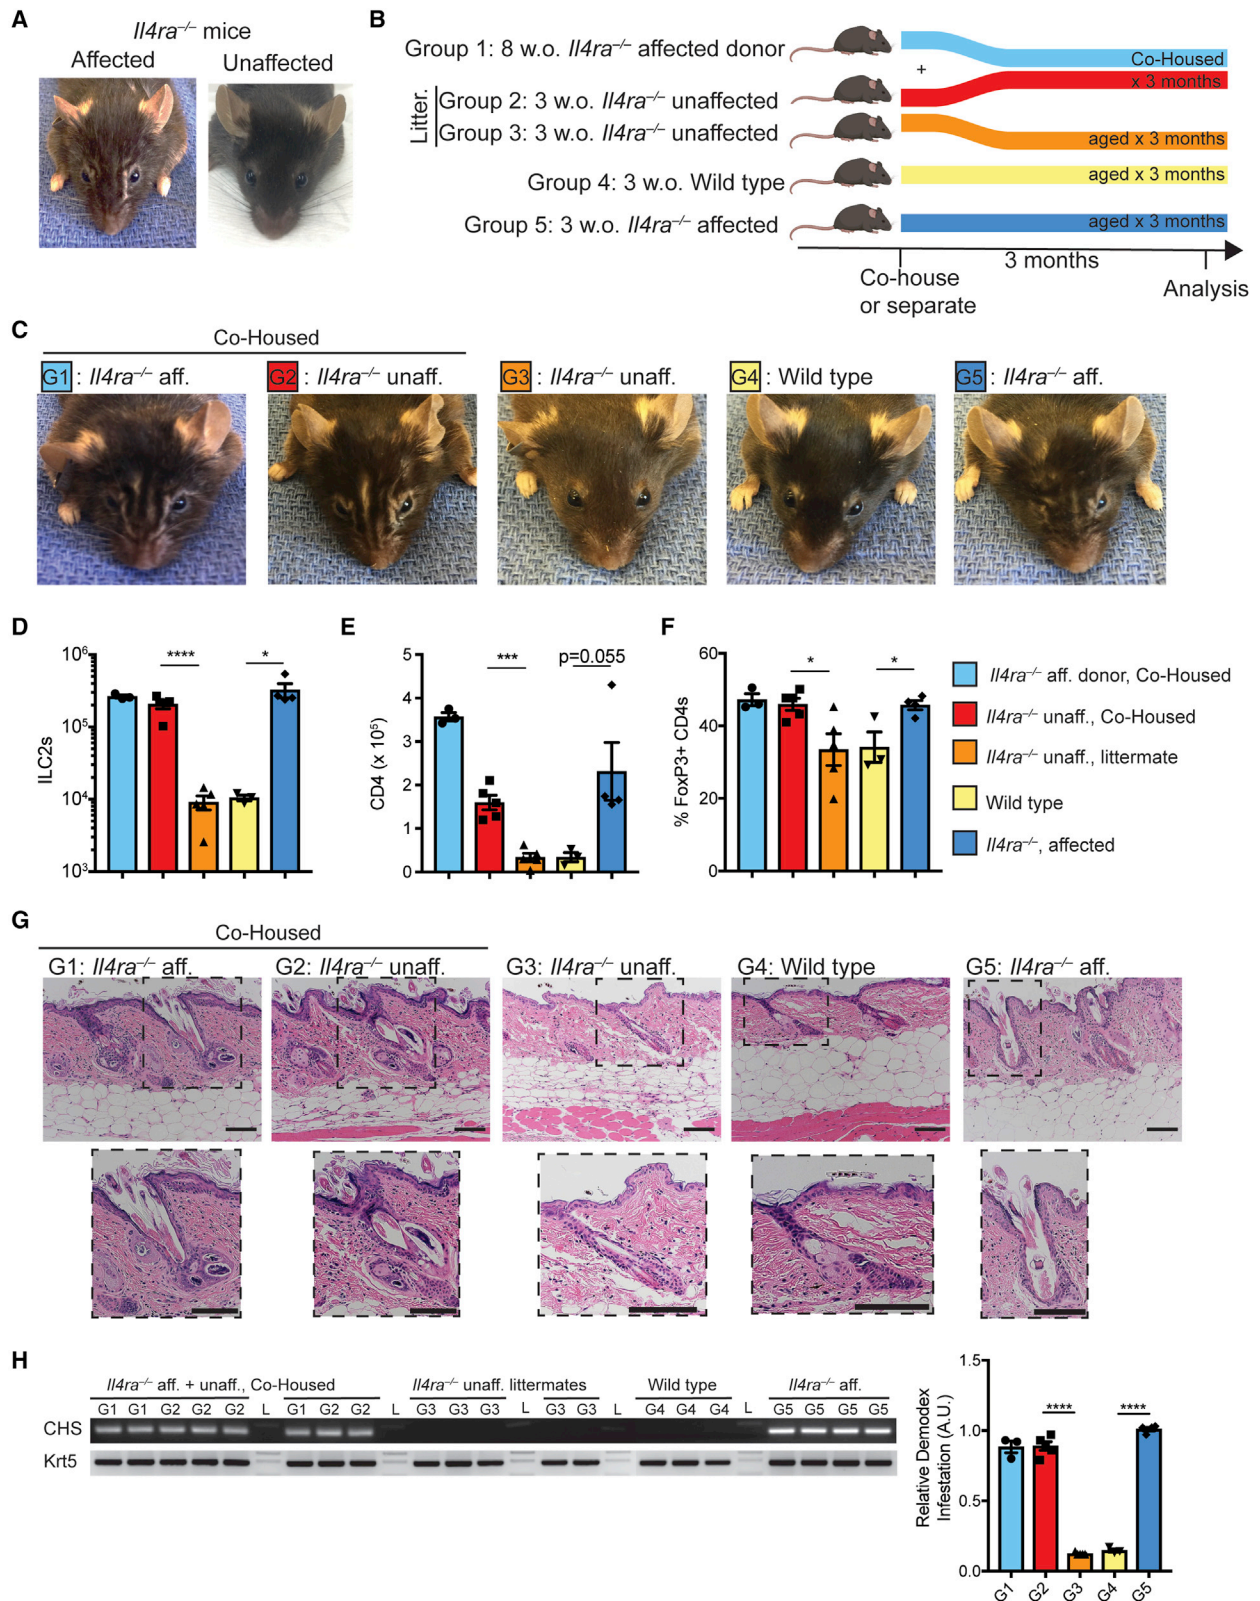 A
Il4ra–/– mice
Affected
Unaffected
B
Group 1: 8 w.o. Il4ra–/– affected donor
+
Litter.
Group 2: 3 w.o. Il4ra–/– unaffected
Group 3: 3 w.o. Il4ra–/– unaffected
Group 4: 3 w.o. Wild type
Group 5: 3 w.o. Il4ra–/– affected
Co-Housed
x 3 months
aged x 3 months
aged x 3 months
aged x 3 months
3 months
Co-house
or separate
Analysis
C
Co-Housed
G1 : Il4ra–/– aff.
G2 : Il4ra–/– unaff.
G3 : Il4ra–/– unaff.
G4 : Wild type
G5 : Il4ra–/– aff.
D
ILC2s
10⁶
10⁵
10⁴
10³
****
*
E
CD4 (x 10⁵)
5
4
3
2
1
0
***
p=0.055
F
% FoxP3+ CD4s
60
40
20
0
*
*
Il4ra–/– aff. donor, Co-Housed
Il4ra–/– unaff., Co-Housed
Il4ra–/– unaff., littermate
Wild type
Il4ra–/–, affected
G
Co-Housed
G1: Il4ra–/– aff.
G2: Il4ra–/– unaff.
G3: Il4ra–/– unaff.
G4: Wild type
G5: Il4ra–/– aff.
H
Il4ra–/– aff. + unaff., Co-Housed
Il4ra–/– unaff. littermates
Wild type
Il4ra–/– aff.
G1 G1 G2 G2 G2 L G1 G2 G2 L G3 G3 G3 L G3 G3 L G4 G4 G4 L G5 G5 G5 G5
CHS
Krt5
Relative Demodex
Infestation (A.U.)
1.5
1.0
0.5
0.0
****
****
G1
G2
G3
G4
G5